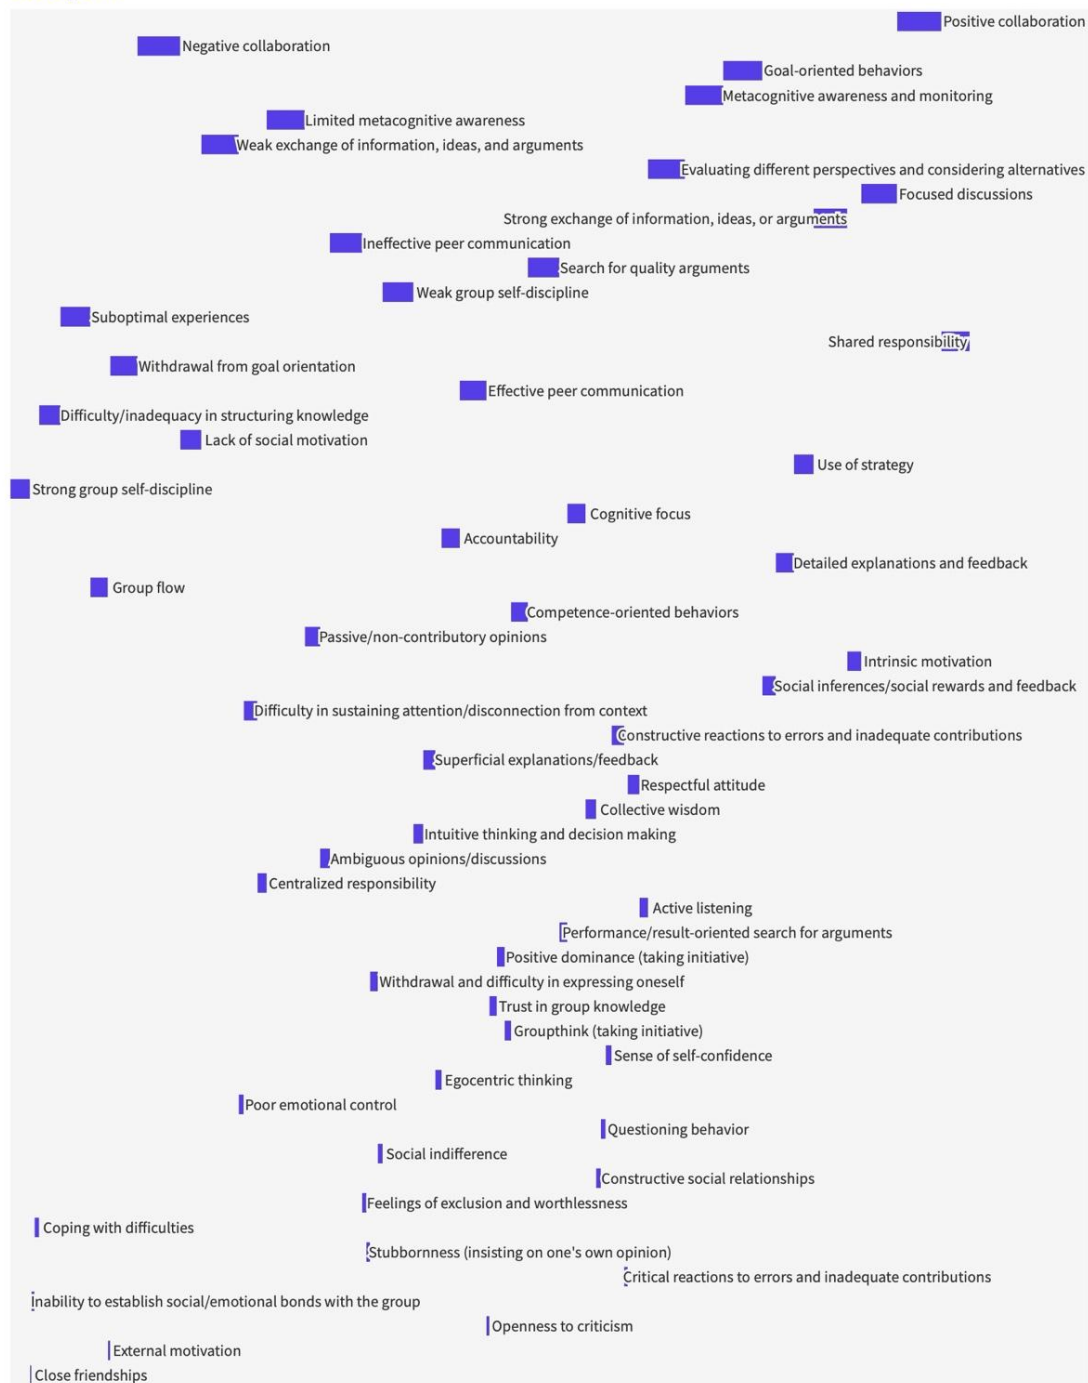 Positive collaboration
Negative collaboration
Goal-oriented behaviors
Metacognitive awareness and monitoring
Limited metacognitive awareness
Weak exchange of information, ideas, and arguments
Evaluating different perspectives and considering alternatives
Focused discussions
Strong exchange of information, ideas, or arguments
Ineffective peer communication
Search for quality arguments
Weak group self-discipline
Suboptimal experiences
Shared responsibility
Withdrawal from goal orientation
Effective peer communication
Difficulty/inadequacy in structuring knowledge
Lack of social motivation
Use of strategy
Strong group self-discipline
Cognitive focus
Accountability
Detailed explanations and feedback
Group flow
Competence-oriented behaviors
Passive/non-contributory opinions
Intrinsic motivation
Social inferences/social rewards and feedback
Difficulty in sustaining attention/disconnection from context
Constructive reactions to errors and inadequate contributions
Superficial explanations/feedback
Respectful attitude
Collective wisdom
Intuitive thinking and decision making
Ambiguous opinions/discussions
Centralized responsibility
Active listening
Performance/result-oriented search for arguments
Positive dominance (taking initiative)
Withdrawal and difficulty in expressing oneself
Trust in group knowledge
Groupthink (taking initiative)
Sense of self-confidence
Egocentric thinking
Poor emotional control
Questioning behavior
Social indifference
Constructive social relationships
Feelings of exclusion and worthlessness
Coping with difficulties
Stubbornness (insisting on one's own opinion)
Critical reactions to errors and inadequate contributions
Inability to establish social/emotional bonds with the group
Openness to criticism
External motivation
Close friendships